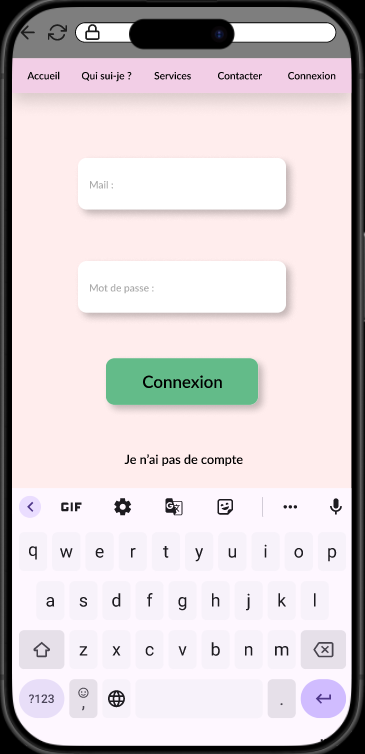 Accueil Qui sui-je ? Services Contacter Connexion
Mail :
Mot de passe :
Connexion
Je n'ai pas de compte
GIF
q w e r t y u i o p
a s d f g h j k l
z x c v b n m
?123 , .